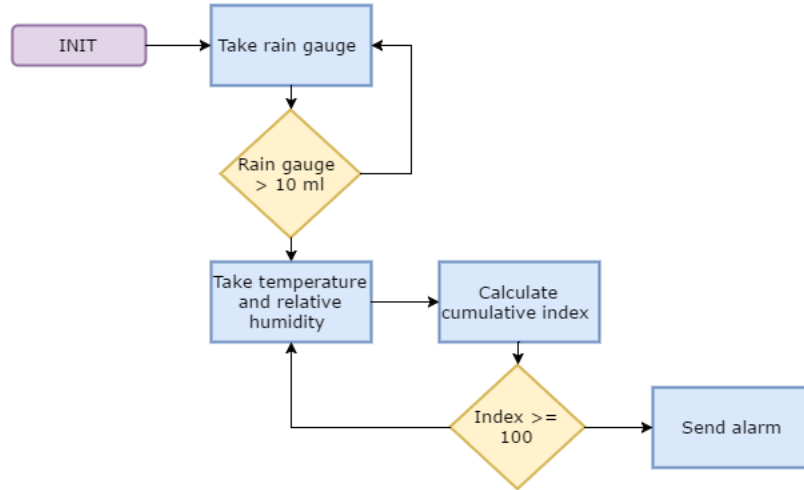 INIT
Take rain gauge
Rain gauge
> 10 ml
Take temperature
and relative
humidity
Calculate
cumulative index
Index >=
100
Send alarm